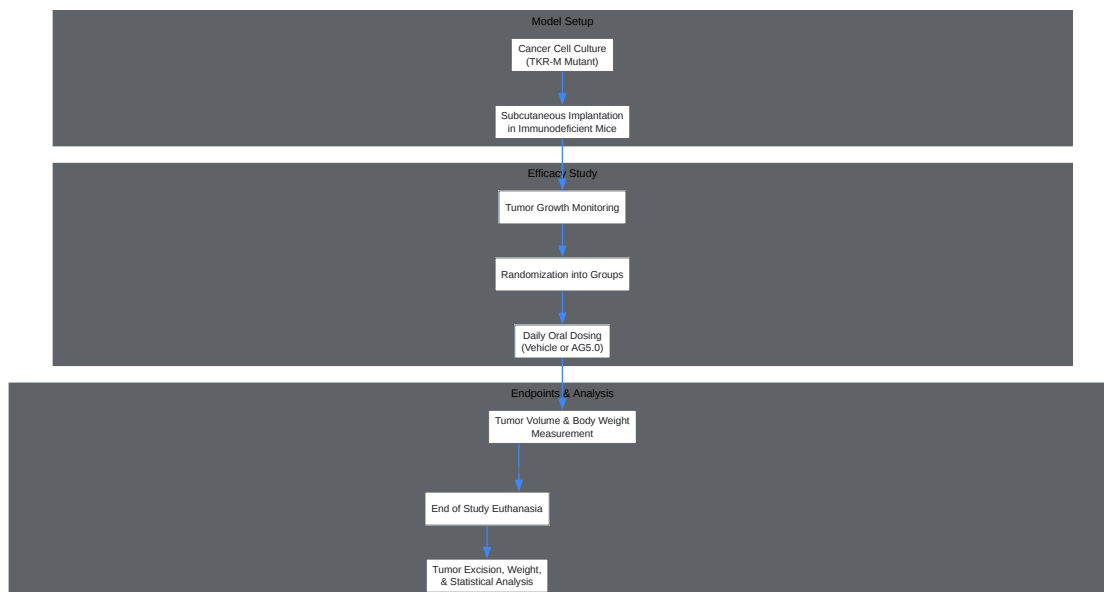 Model Setup
Cancer Cell Culture
(TKR-M Mutant)
Subcutaneous Implantation
in Immunodeficient Mice
Efficacy Study
Tumor Growth Monitoring
Randomization into Groups
Daily Oral Dosing
(Vehicle or AG5.0)
Endpoints & Analysis
Tumor Volume & Body Weight
Measurement
End of Study Euthanasia
Tumor Excision, Weight,
& Statistical Analysis